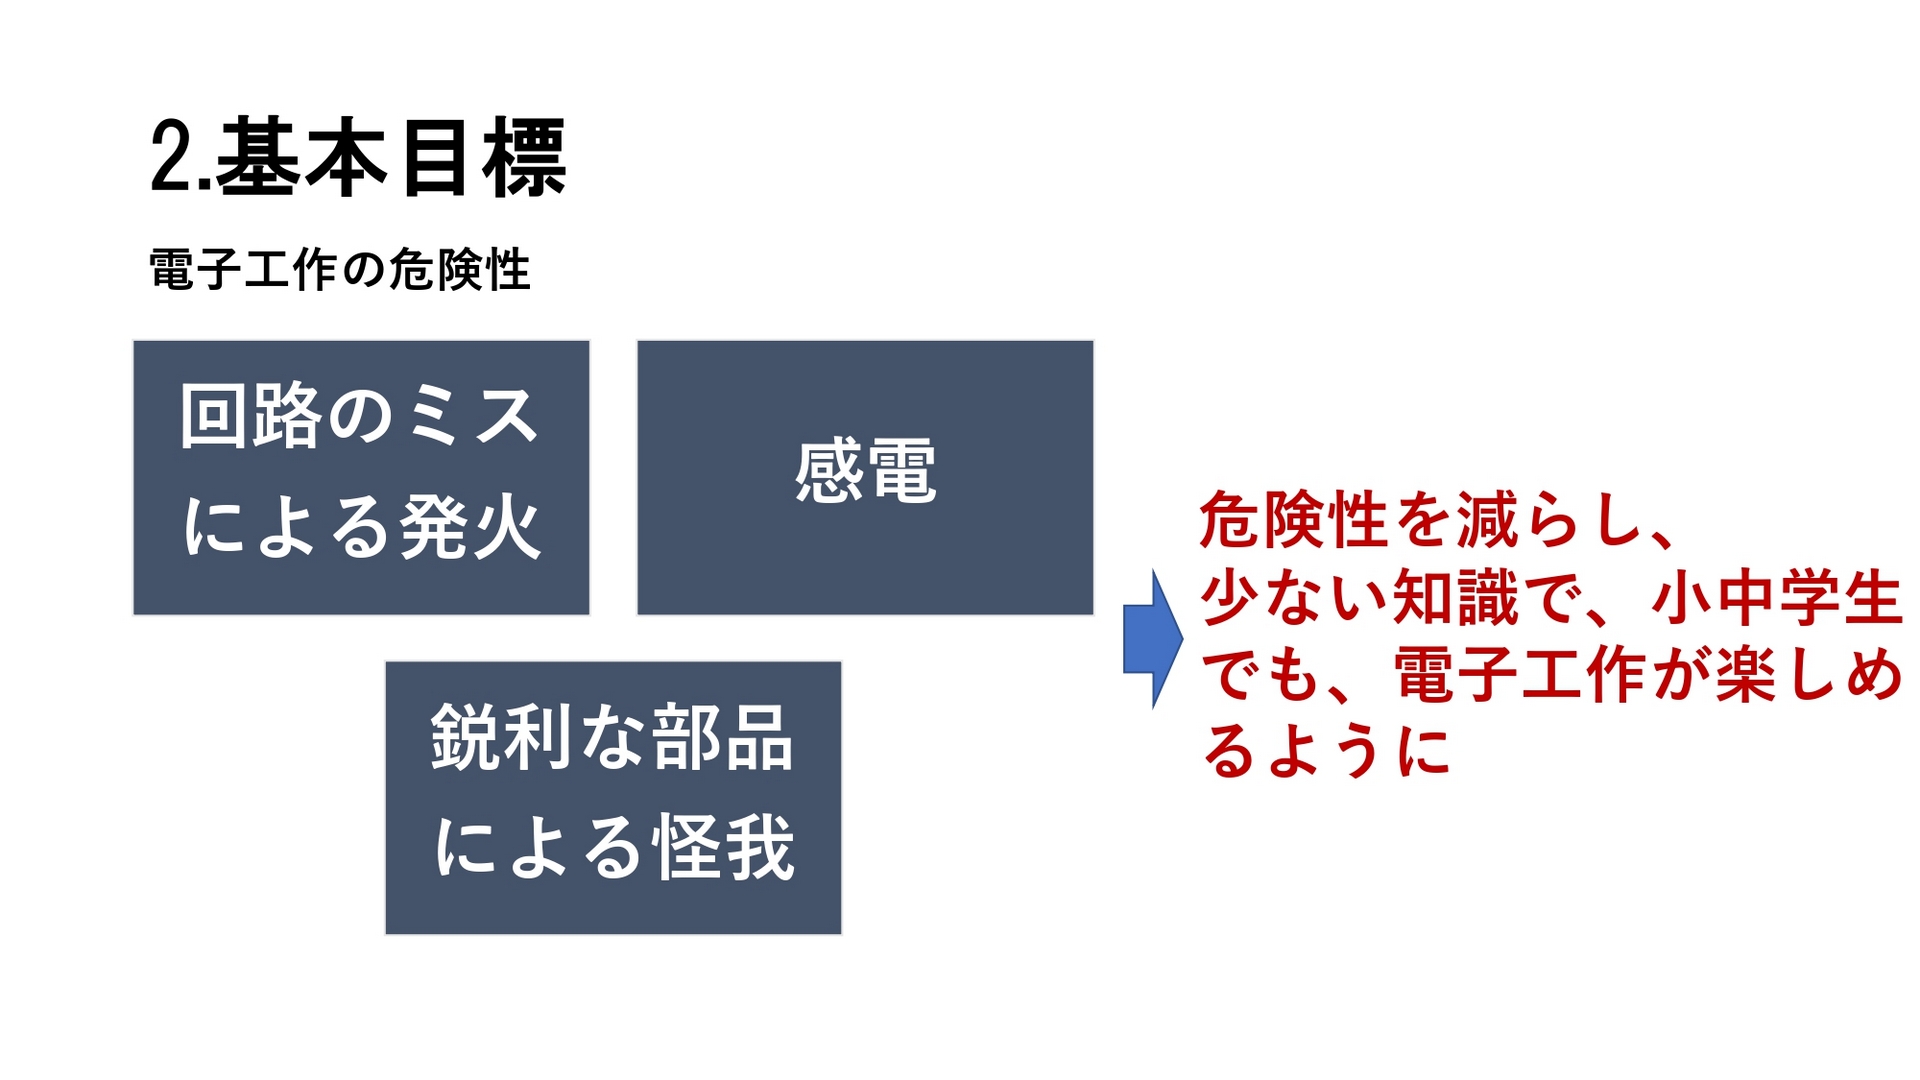 2.基本目標
電子工作の危険性
回路のミス
による発火
感電
鋭利な部品
による怪我
危険性を減らし、
少ない知識で、小中学生
でも、電子工作が楽しめ
るように